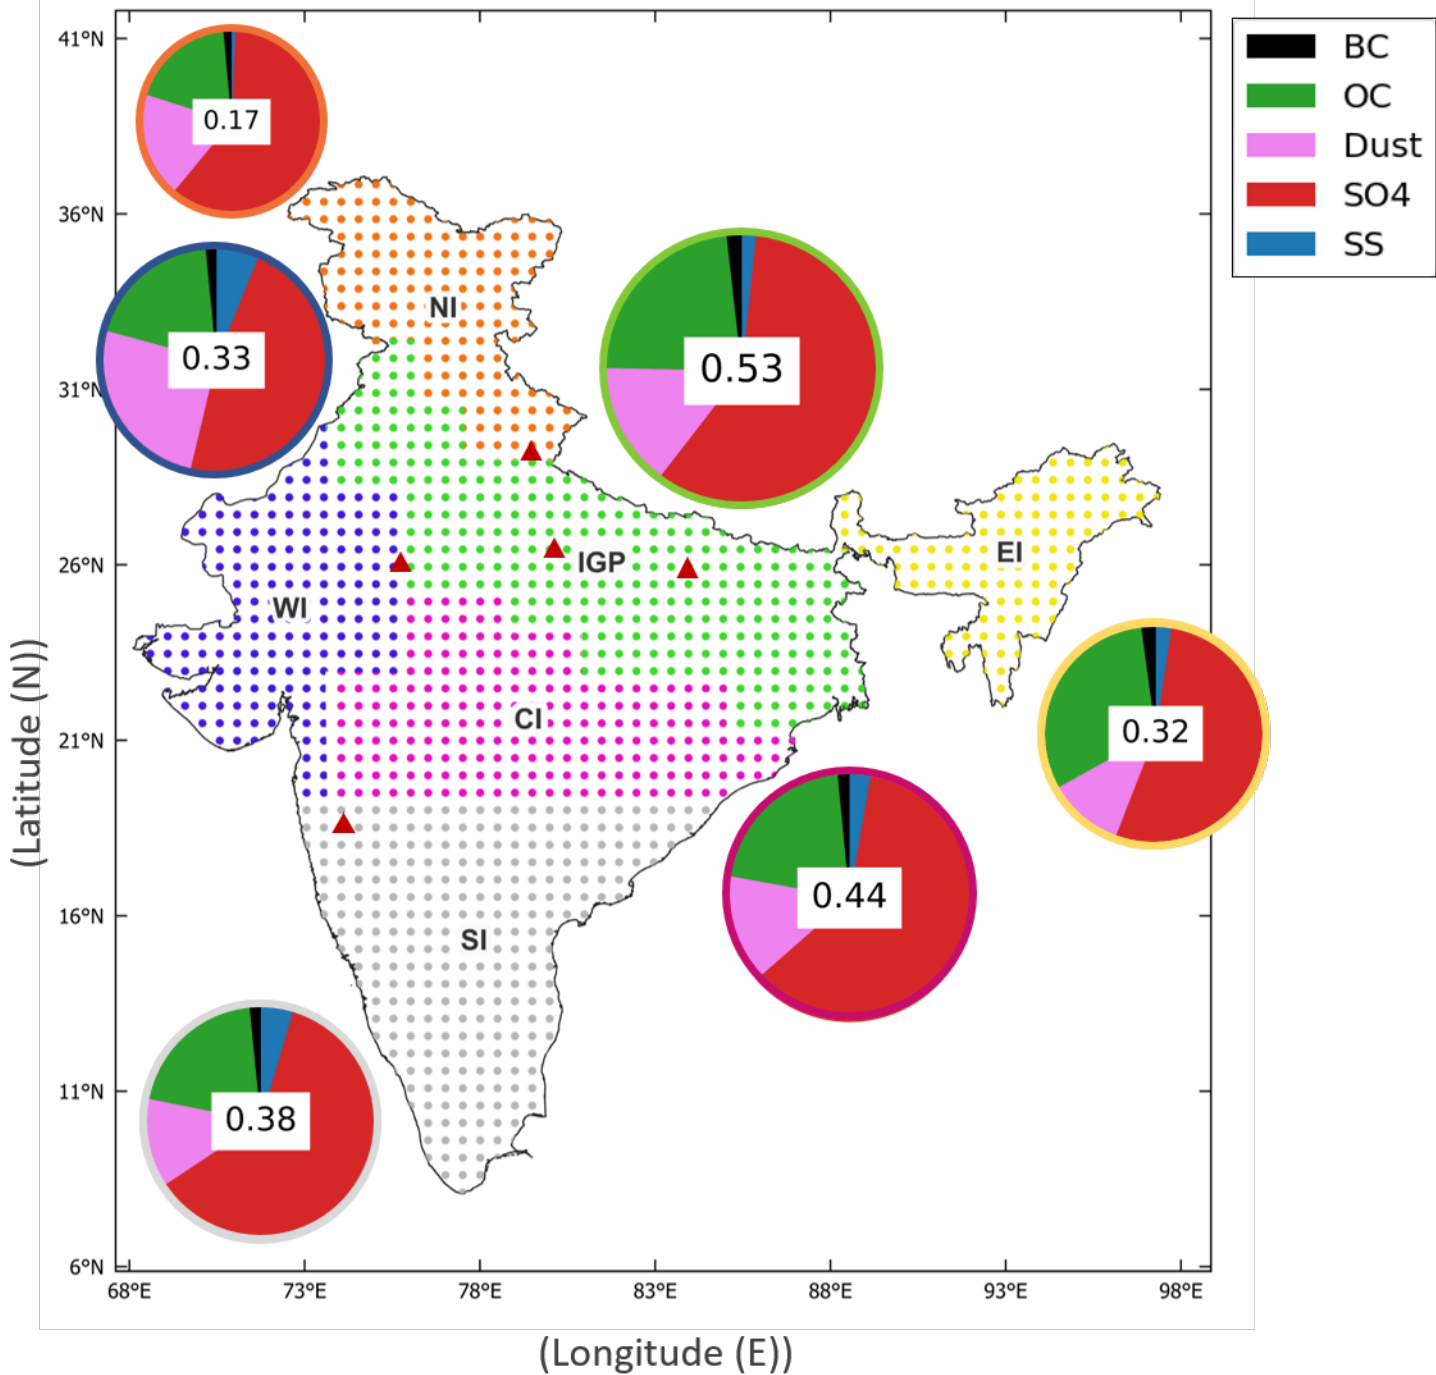 41°N
36°N
31°N
26°N
21°N
16°N
11°N
6°N
68°E
73°E
78°E
83°E
88°E
93°E
98°E
(Latitude (N))
(Longitude (E))
BC
OC
Dust
SO4
SS
0.17
0.33
0.53
0.32
0.44
0.38
NI
IGP
EI
WI
CI
SI